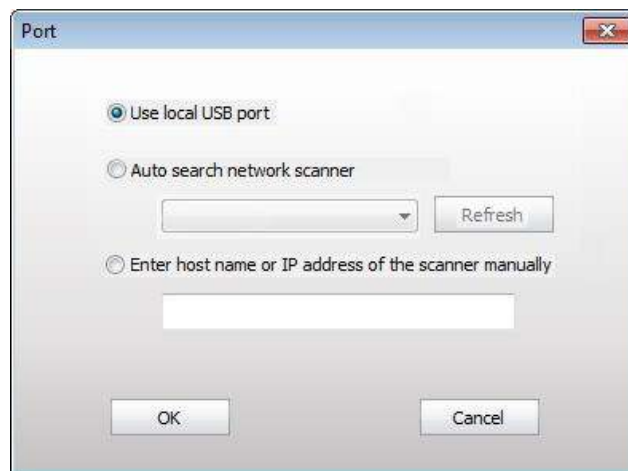 Port
Use local USB port
Auto search network scanner
Refresh
Enter host name or IP address of the scanner manually
OK
Cancel